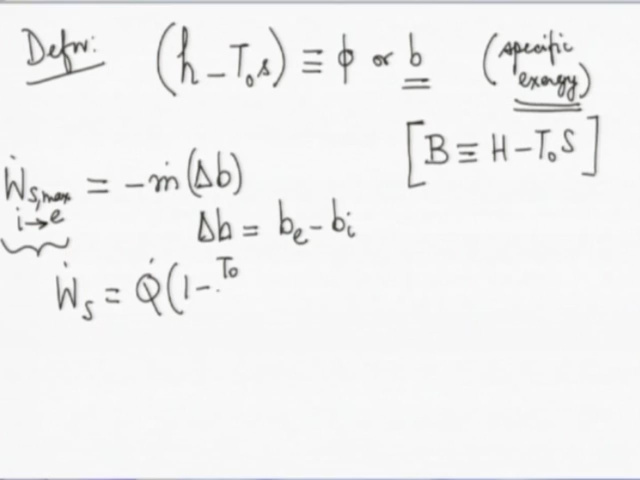 Defn: (h - T₀s) ≡ ϕ or b (specific exergy)
[B ≡ H - T₀S]
Ẇs,max = -ṁ(Δb)
i→e
Δb = be - bi
Ẇs = Q̇(1 - T₀